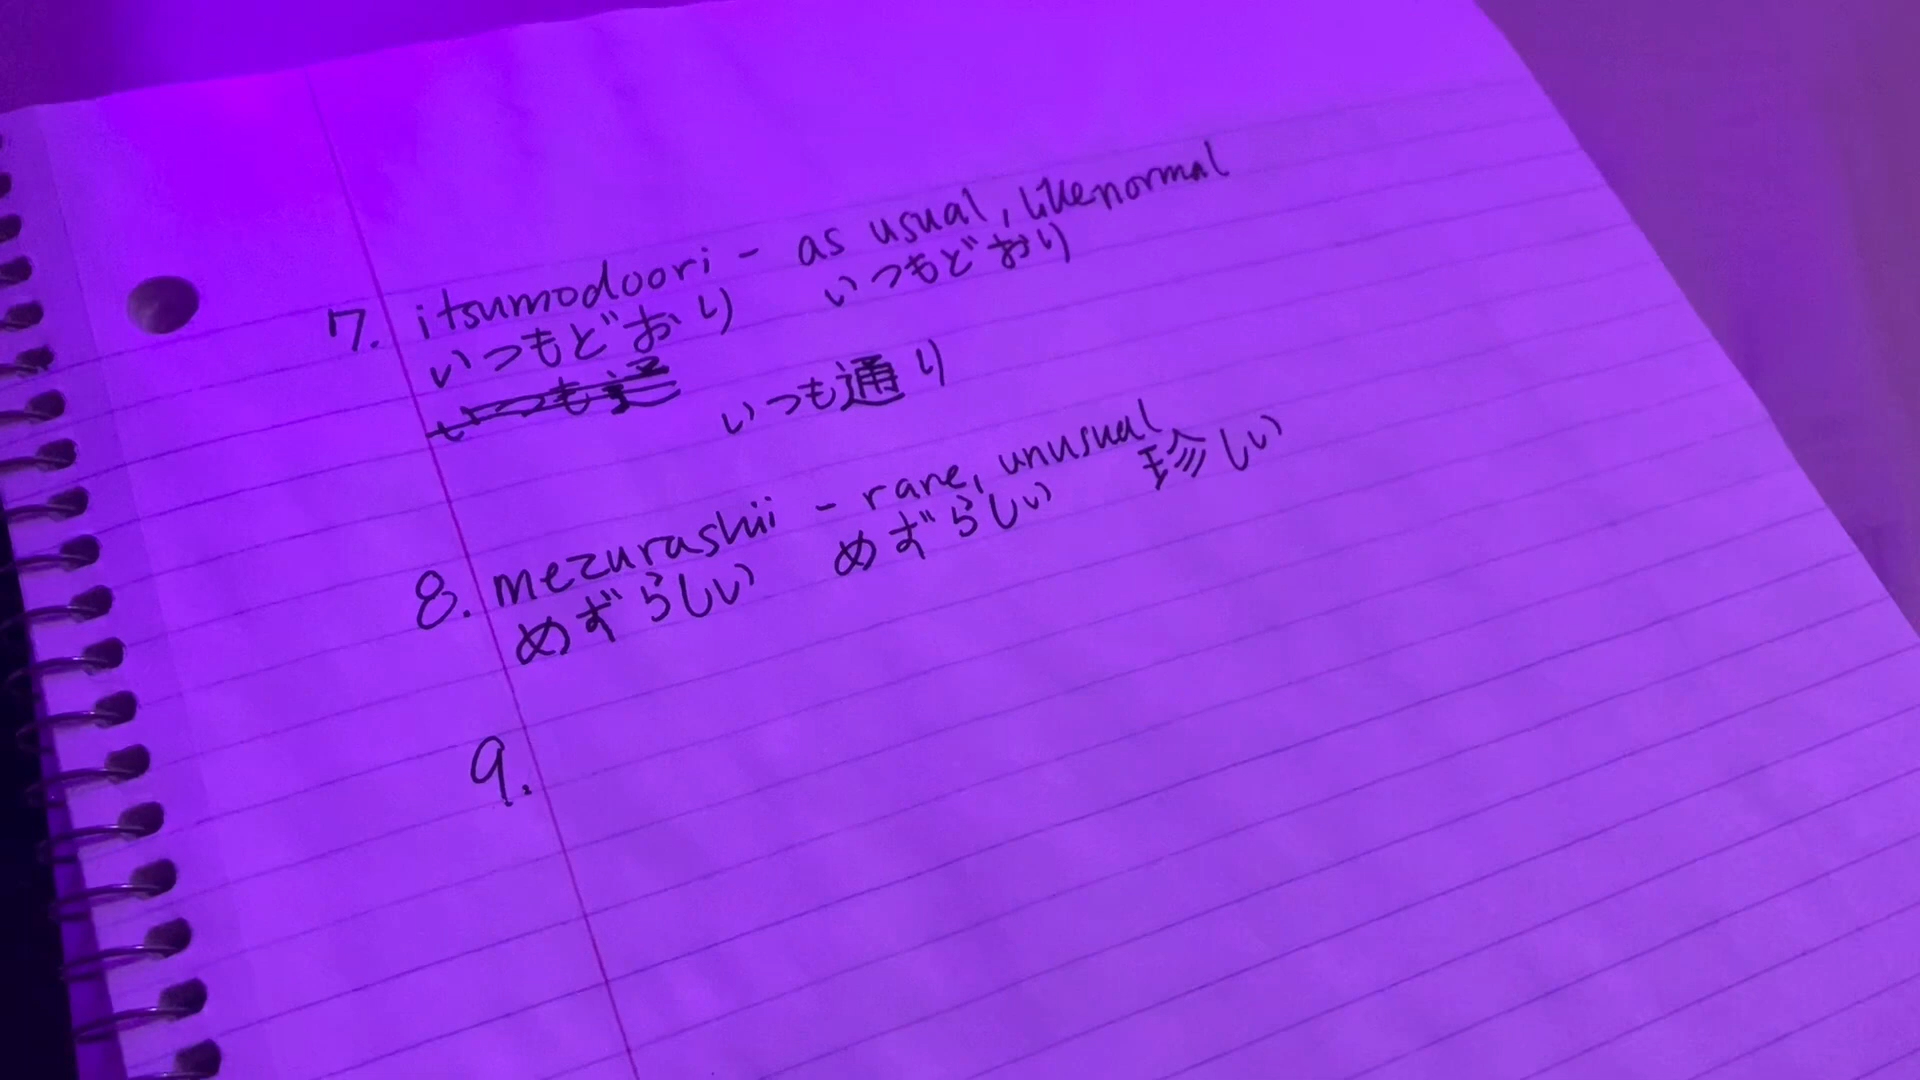 7. itsumodoori - as usual, like normal
いつもどおり いつもどおり
いつも通り
8. mezurashii - rare, unusual
めずらしい めずらしい 珍しい
9.